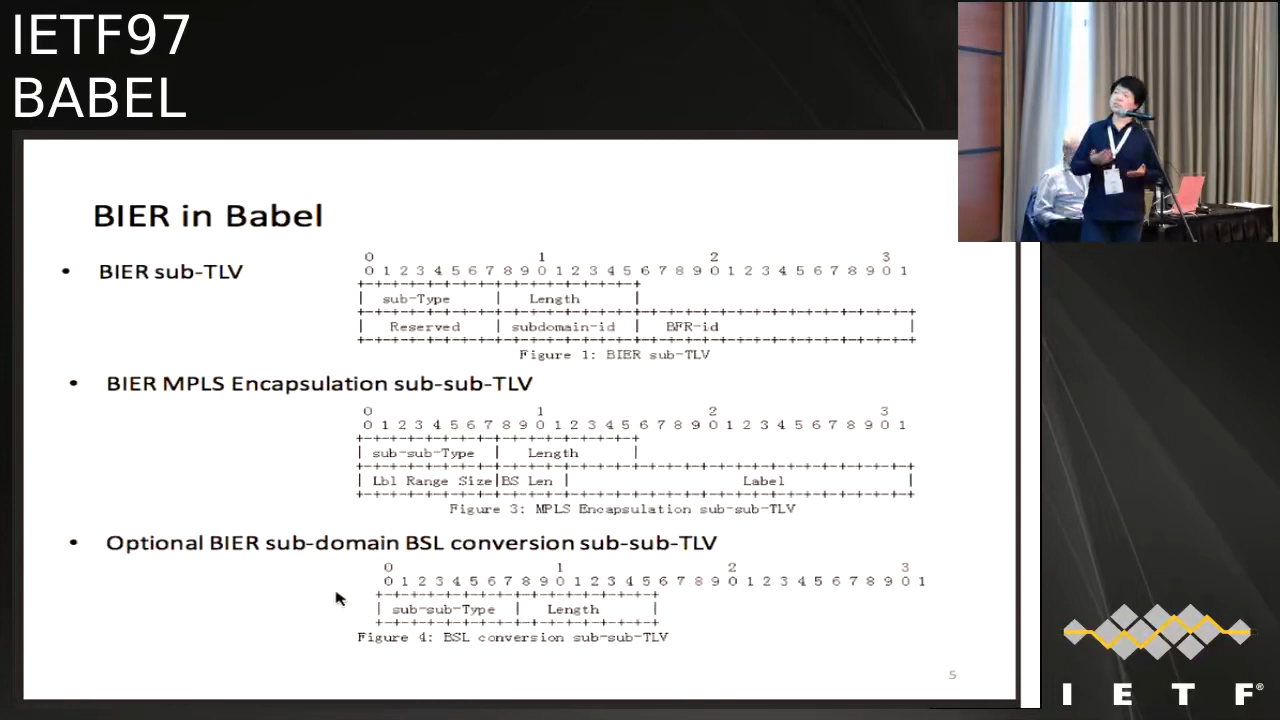 IETF97
BABEL
BIER in Babel
• BIER sub-TLV
0 1 2 3
0 1 2 3 4 5 6 7 8 9 0 1 2 3 4 5 6 7 8 9 0 1 2 3 4 5 6 7 8 9 0 1
+-+-+-+-+-+-+-+-+-+-+-+-+-+-+-+-+
| sub-Type | Length |
+-+-+-+-+-+-+-+-+-+-+-+-+-+-+-+-+-+-+-+-+-+-+-+-+-+-+-+-+-+-+-+-+
| Reserved | subdomain-id | BFR-id |
+-+-+-+-+-+-+-+-+-+-+-+-+-+-+-+-+-+-+-+-+-+-+-+-+-+-+-+-+-+-+-+-+
Figure 1: BIER sub-TLV
• BIER MPLS Encapsulation sub-sub-TLV
0 1 2 3
0 1 2 3 4 5 6 7 8 9 0 1 2 3 4 5 6 7 8 9 0 1 2 3 4 5 6 7 8 9 0 1
+-+-+-+-+-+-+-+-+-+-+-+-+-+-+-+-+
| sub-sub-Type | Length |
+-+-+-+-+-+-+-+-+-+-+-+-+-+-+-+-+-+-+-+-+-+-+-+-+-+-+-+-+-+-+-+-+
| Lbl Range Size|BS Len | Label |
+-+-+-+-+-+-+-+-+-+-+-+-+-+-+-+-+-+-+-+-+-+-+-+-+-+-+-+-+-+-+-+-+
Figure 3: MPLS Encapsulation sub-sub-TLV
• Optional BIER sub-domain BSL conversion sub-sub-TLV
0 1 2 3
0 1 2 3 4 5 6 7 8 9 0 1 2 3 4 5 6 7 8 9 0 1 2 3 4 5 6 7 8 9 0 1
+-+-+-+-+-+-+-+-+-+-+-+-+-+-+-+-+
| sub-sub-Type | Length |
+-+-+-+-+-+-+-+-+-+-+-+-+-+-+-+-+
Figure 4: BSL conversion sub-sub-TLV
5
I E T F®